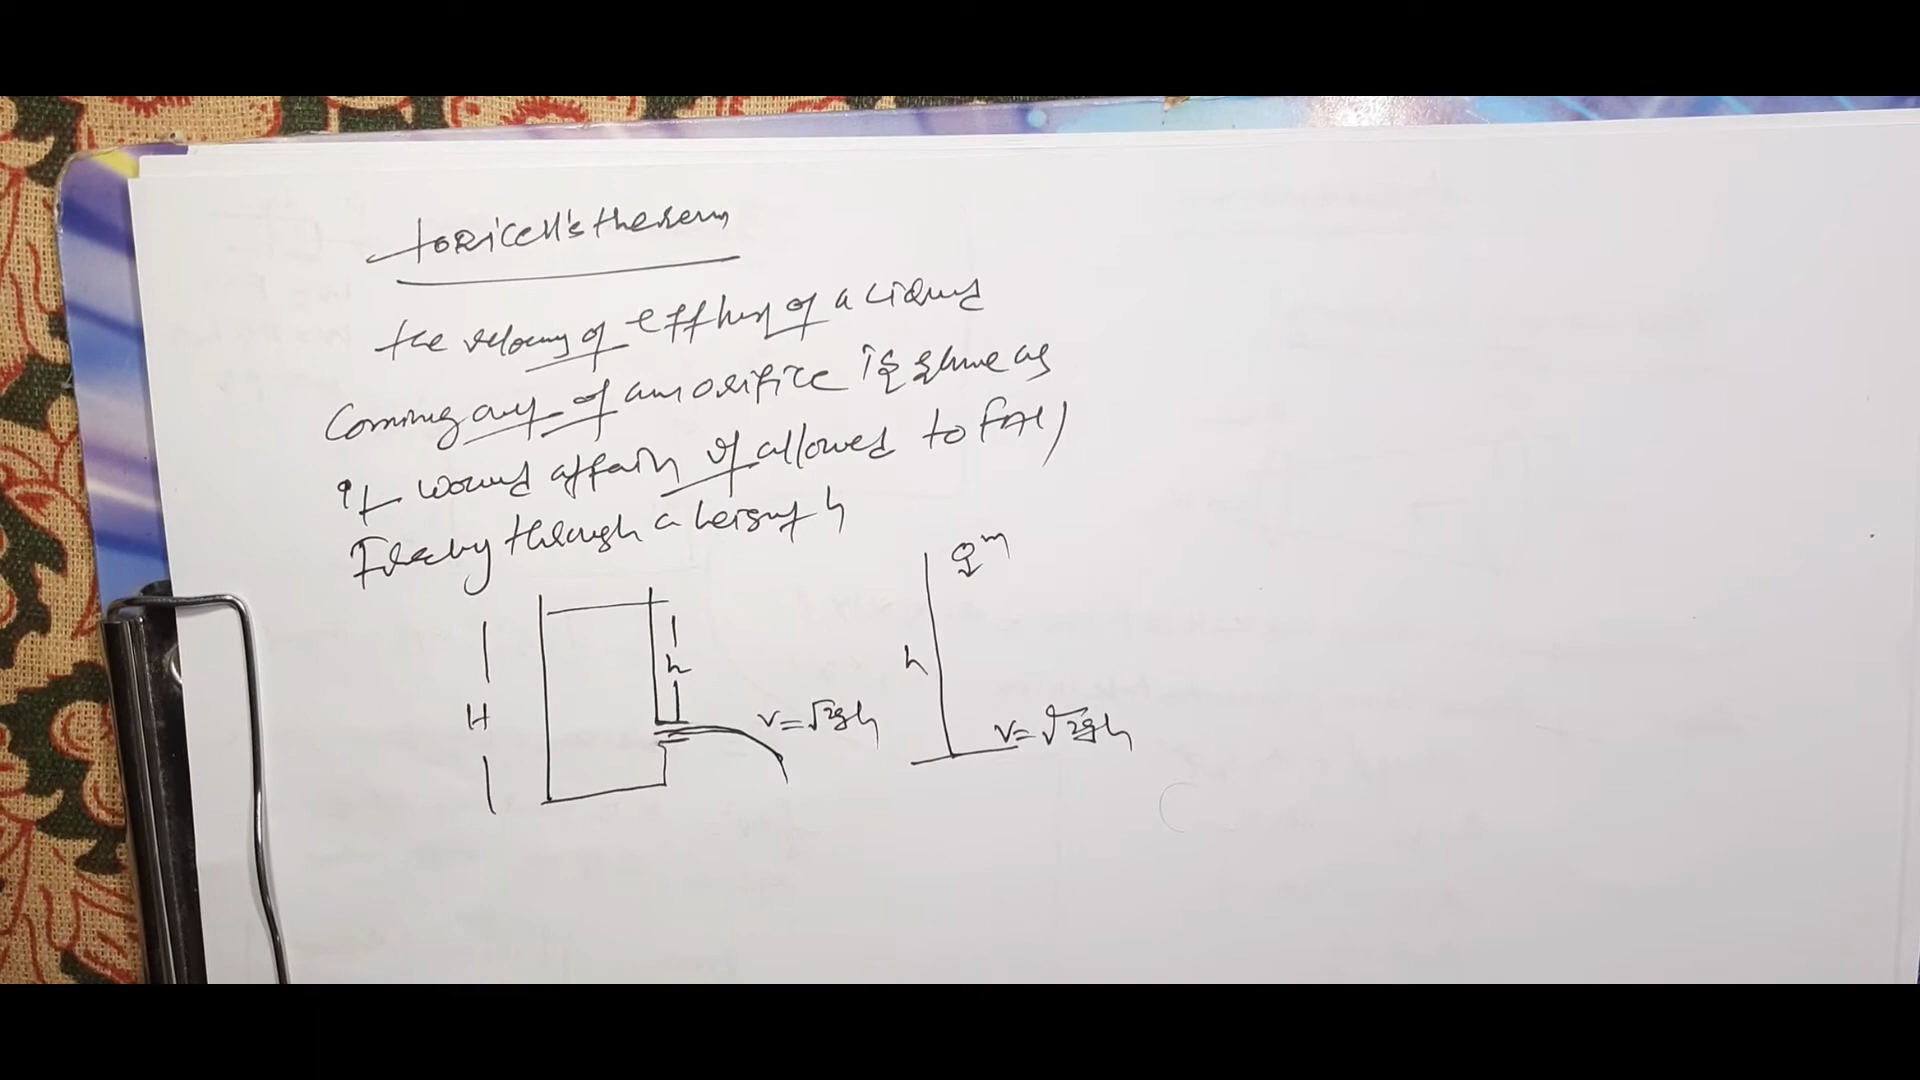 toricell's theorem
the velocity of efflux of a liquid
Coming out of an orifice is same as
it would attain if allowed to fall
Freely through a height h
m
h
h
H
v=√2gh
v=√2gh